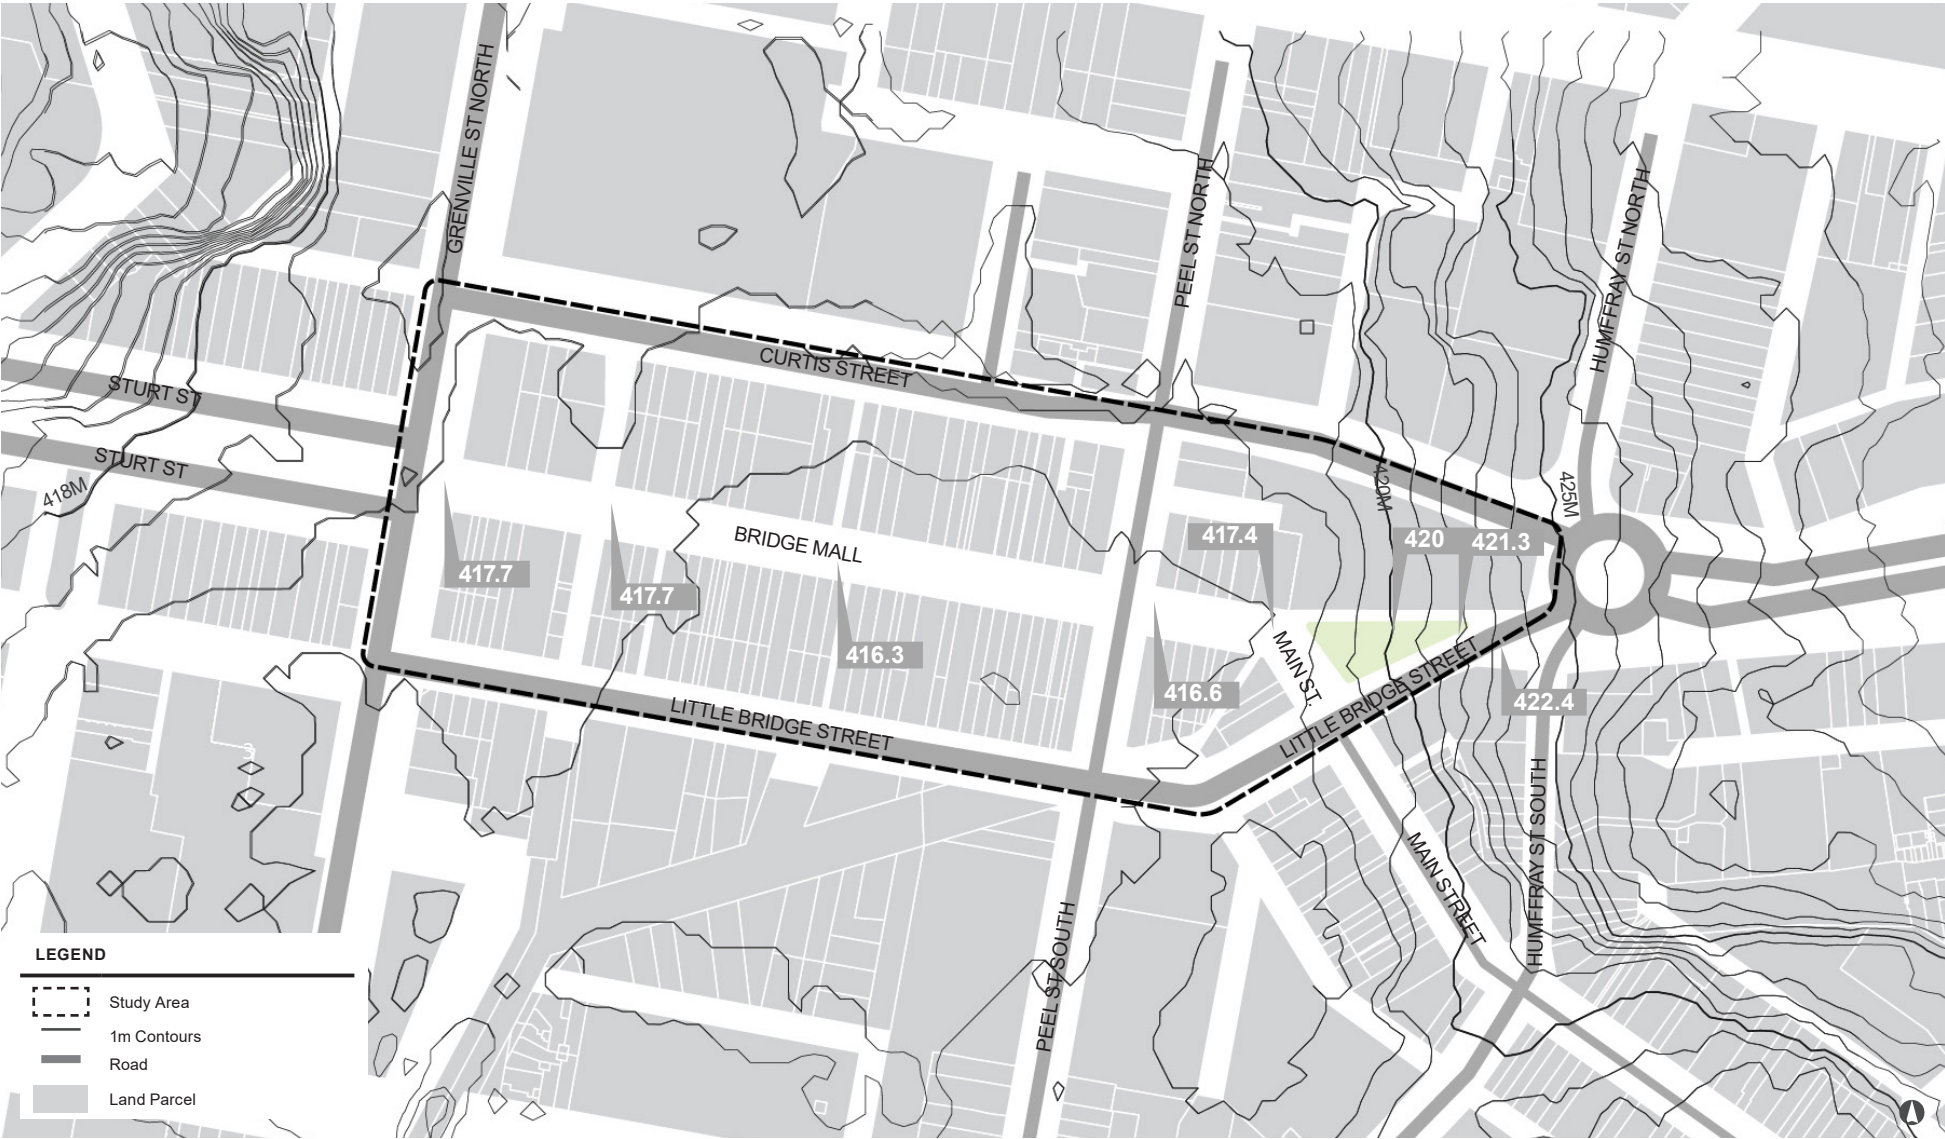 GRENVILLE ST NORTH
PEEL ST NORTH
HUMFFRAY ST NORTH
CURTIS STREET
STURT ST
STURT ST
418M
420M
425M
BRIDGE MALL
417.4
420
421.3
417.7
417.7
416.3
416.6
422.4
MAIN ST.
LITTLE BRIDGE STREET
LITTLE BRIDGE STREET
MAIN STREET
HUMFFRAY ST SOUTH
PEEL ST SOUTH
LEGEND
Study Area
1m Contours
Road
Land Parcel